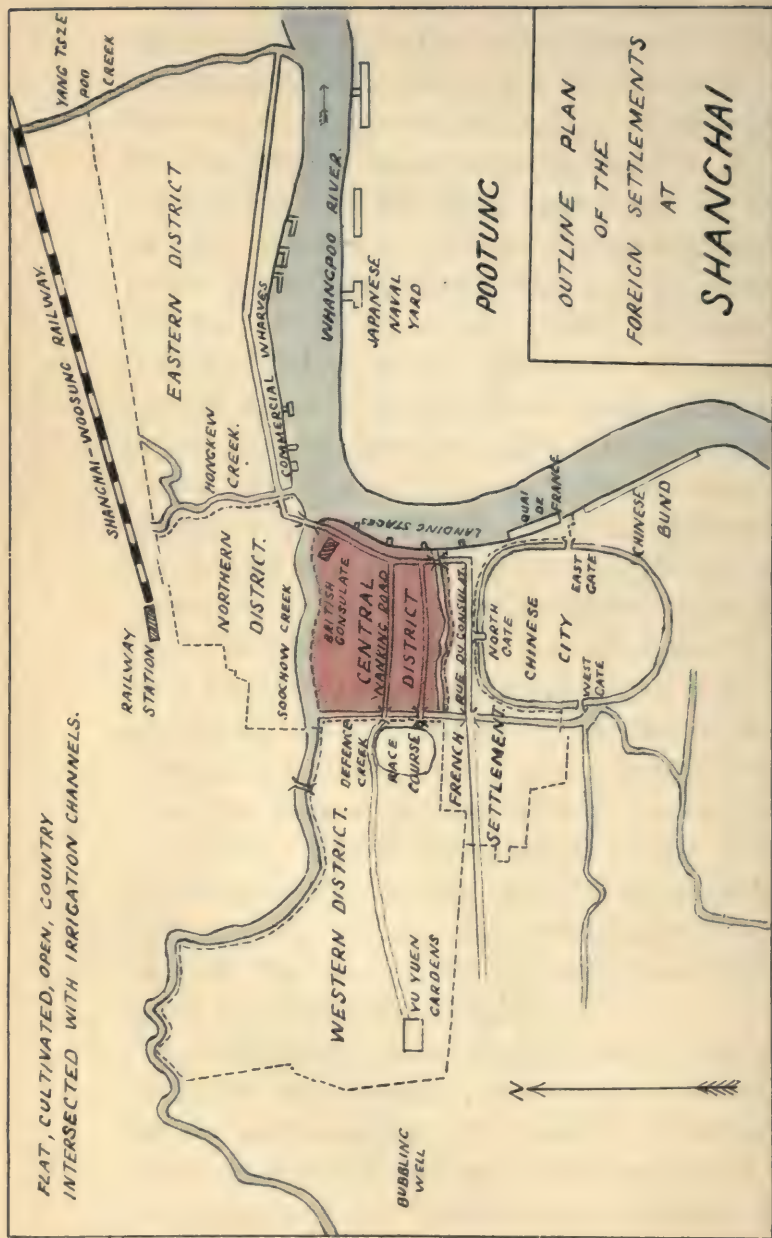 FLAT, CULTIVATED, OPEN, COUNTRY
INTERSECTED WITH IRRIGATION CHANNELS.
YANG TSZE
POO
CREEK
SHANGHAI-WOOSUNG RAILWAY.
RAILWAY
STATION
EASTERN DISTRICT
HONGKEW
CREEK.
NORTHERN
DISTRICT.
SOOCHOW CREEK
COMMERCIAL WHARVES
WHANGPOO RIVER.
JAPANESE
NAVAL
YARD
POOTUNG
BRITISH
CONSULATE
CENTRAL
NANKING ROAD
DISTRICT
LANDING STAGES
DEFENCE
CREEK
RACE
COURSE
WESTERN DISTRICT.
VU YUEN
GARDENS
BUBBLING
WELL
FRENCH
SETTLEMENT
RUE DU CONSULAT.
QUAI DE
FRANCE
NORTH
GATE
CHINESE
CITY
EAST
GATE
WEST
GATE
CHINESE
BUND
N
OUTLINE PLAN
OF THE
FOREIGN SETTLEMENTS
AT
SHANGHAI